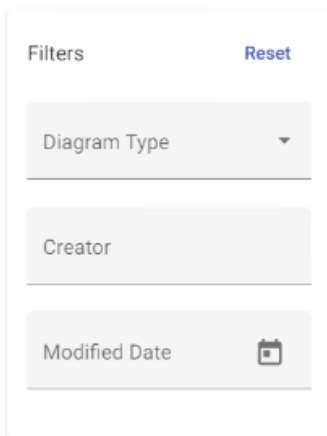 Filters
Reset
Diagram Type
Creator
Modified Date